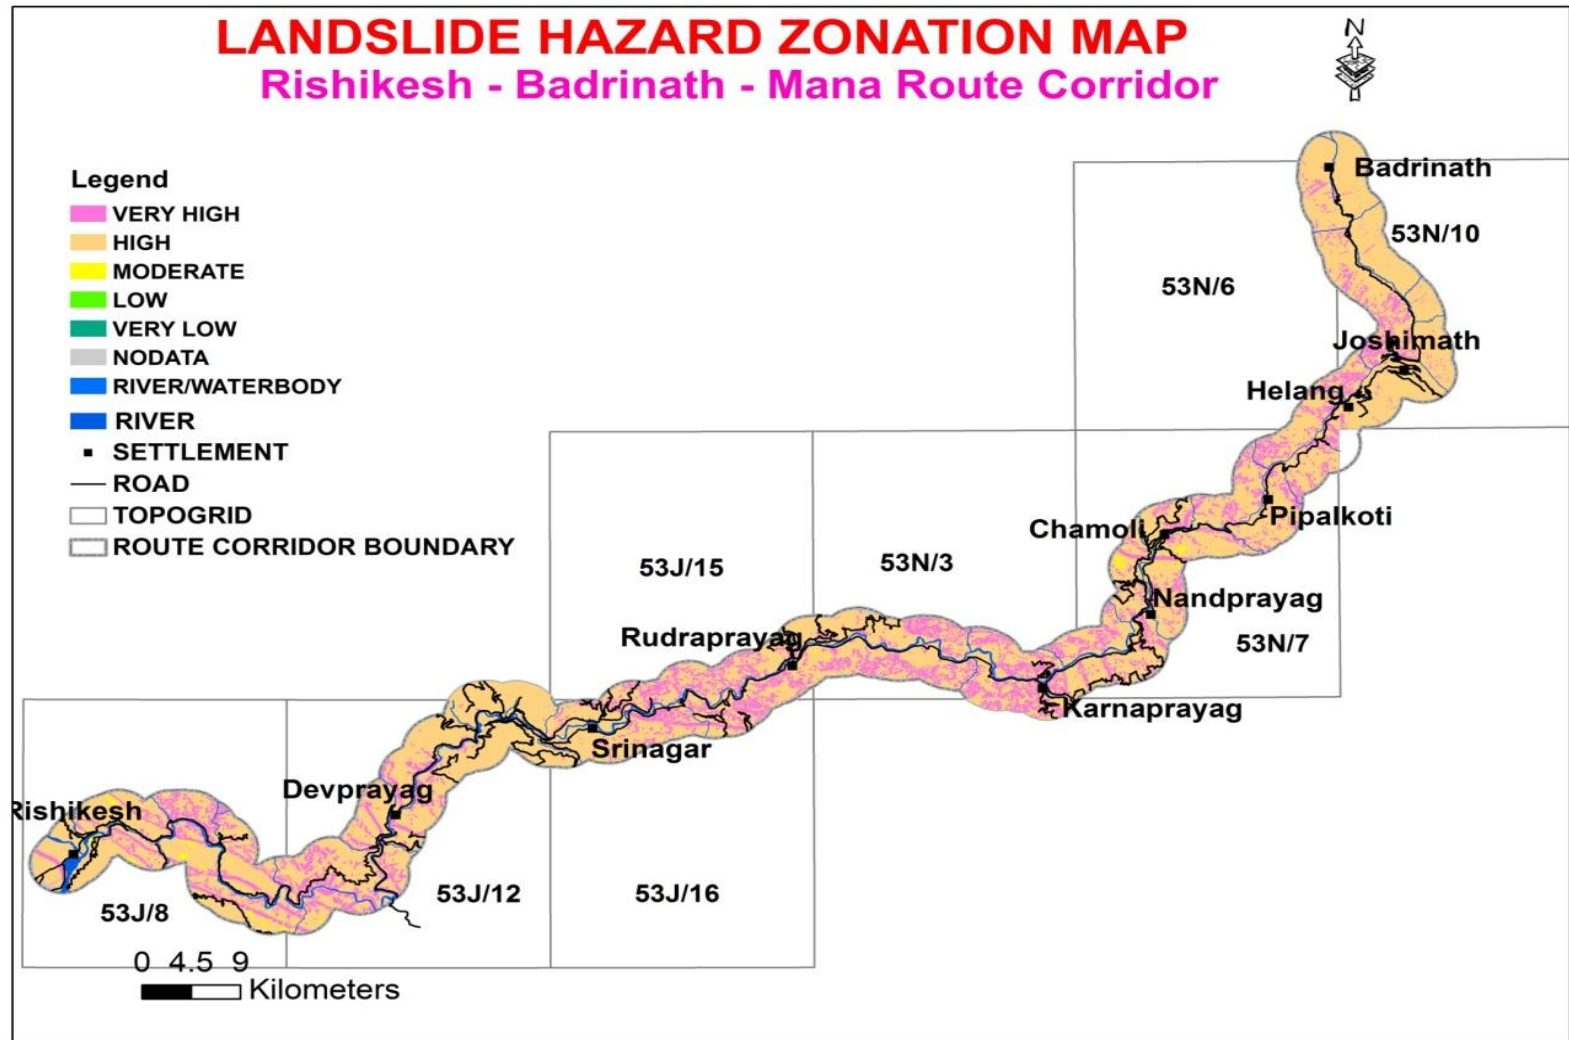 LANDSLIDE HAZARD ZONATION MAP
Rishikesh - Badrinath - Mana Route Corridor
N
Legend
VERY HIGH
HIGH
MODERATE
LOW
VERY LOW
NODATA
RIVER/WATERBODY
RIVER
SETTLEMENT
ROAD
TOPOGRID
ROUTE CORRIDOR BOUNDARY
Badrinath
53N/10
53N/6
Joshimath
Helang
Pipalkoti
Chamoli
53J/15
53N/3
Nandprayag
Rudraprayag
53N/7
Karnaprayag
Srinagar
Devprayag
Rishikesh
53J/8
53J/12
53J/16
0 4.5 9
Kilometers